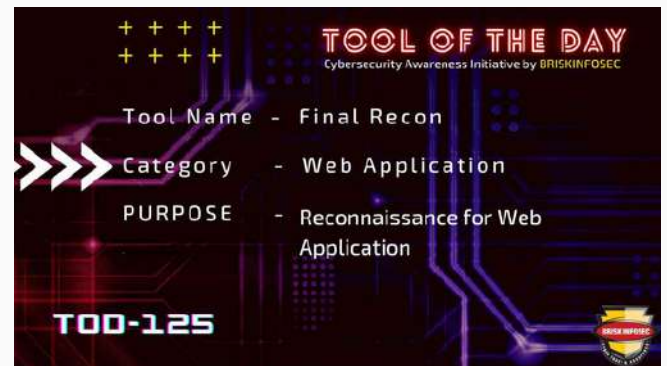 TOOL OF THE DAY
Cybersecurity Awareness Initiative by BRISKINFOSEC
Tool Name - Final Recon
Category - Web Application
PURPOSE - Reconnaissance for Web
Application
TOD-125
BRISK INFOSEC